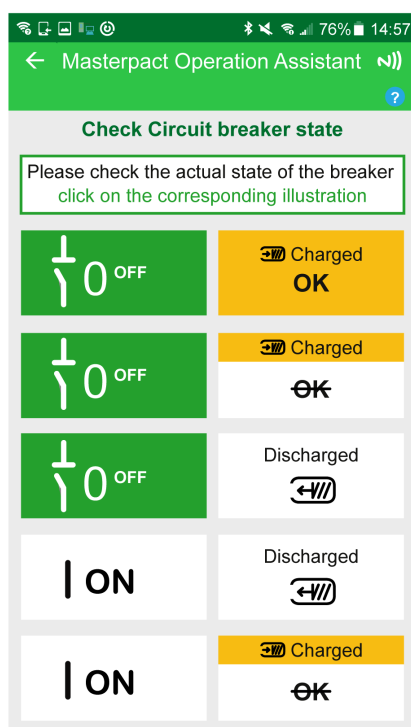 76% 14:57
Masterpact Operation Assistant
?
Check Circuit breaker state
Please check the actual state of the breaker
click on the corresponding illustration
0 OFF
Charged
OK
0 OFF
Charged
OK
0 OFF
Discharged
| ON
Discharged
| ON
Charged
OK